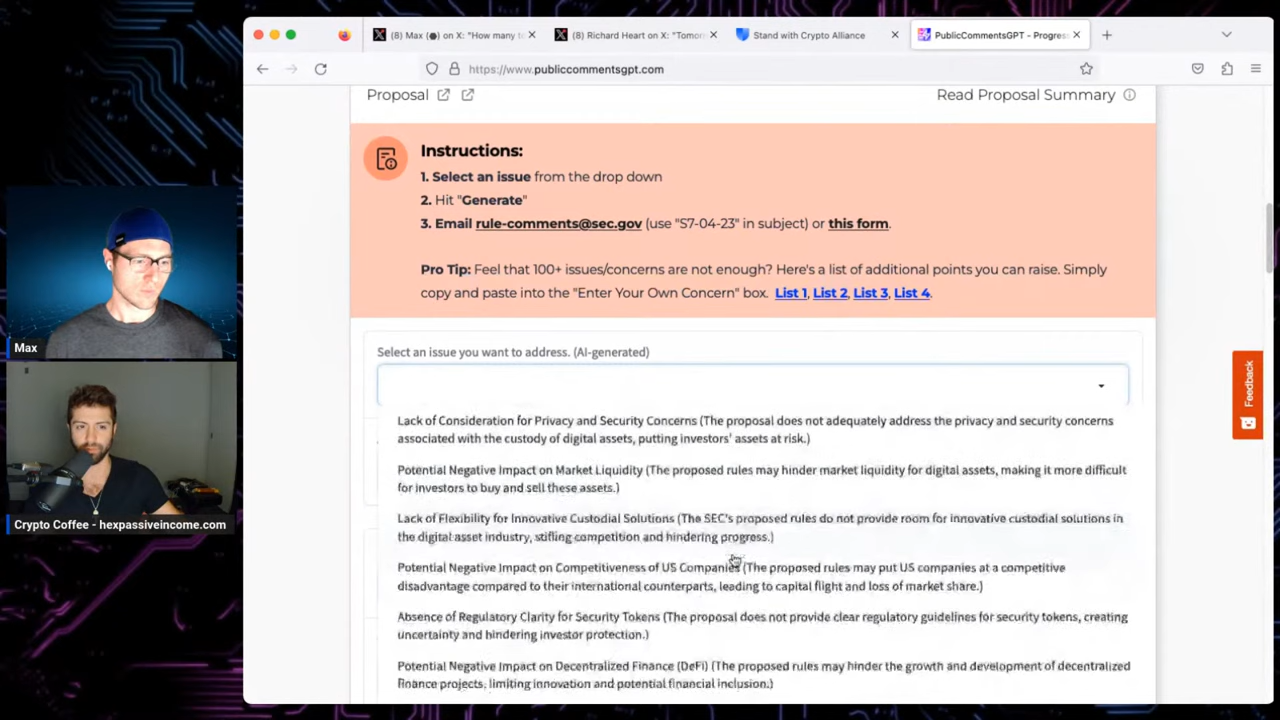 (8) Max (●) on X: "How many to
(8) Richard Heart on X: "Tomorr
Stand with Crypto Alliance
PublicCommentsGPT - Progres
https://www.publiccommentsgpt.com
Proposal
Read Proposal Summary
Instructions:
1. Select an issue from the drop down
2. Hit "Generate"
3. Email rule-comments@sec.gov (use "S7-04-23" in subject) or this form.
Pro Tip: Feel that 100+ issues/concerns are not enough? Here's a list of additional points you can raise. Simply
copy and paste into the "Enter Your Own Concern" box. List 1, List 2, List 3, List 4.
Select an issue you want to address. (AI-generated)
Lack of Consideration for Privacy and Security Concerns (The proposal does not adequately address the privacy and security concerns
associated with the custody of digital assets, putting investors' assets at risk.)
Potential Negative Impact on Market Liquidity (The proposed rules may hinder market liquidity for digital assets, making it more difficult
for investors to buy and sell these assets.)
Lack of Flexibility for Innovative Custodial Solutions (The SEC's proposed rules do not provide room for innovative custodial solutions in
the digital asset industry, stifling competition and hindering progress.)
Potential Negative Impact on Competitiveness of US Companies (The proposed rules may put US companies at a competitive
disadvantage compared to their international counterparts, leading to capital flight and loss of market share.)
Absence of Regulatory Clarity for Security Tokens (The proposal does not provide clear regulatory guidelines for security tokens, creating
uncertainty and hindering investor protection.)
Potential Negative Impact on Decentralized Finance (DeFi) (The proposed rules may hinder the growth and development of decentralized
finance projects, limiting innovation and potential financial inclusion.)
Feedback
Max
Crypto Coffee - hexpassiveincome.com